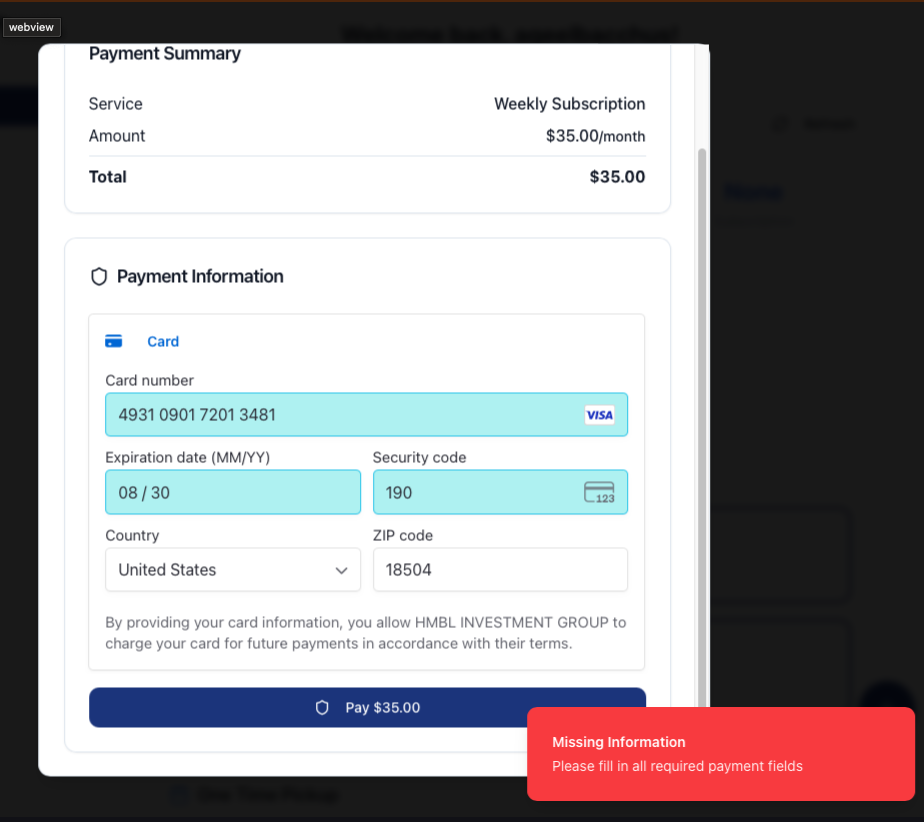 webview
Payment Summary
Service Weekly Subscription
Amount $35.00/month
Total $35.00
Payment Information
Card
Card number
4931 0901 7201 3481 VISA
Expiration date (MM/YY) Security code
08 / 30 190 123
Country ZIP code
United States 18504
By providing your card information, you allow HMBL INVESTMENT GROUP to
charge your card for future payments in accordance with their terms.
Pay $35.00
Missing Information
Please fill in all required payment fields